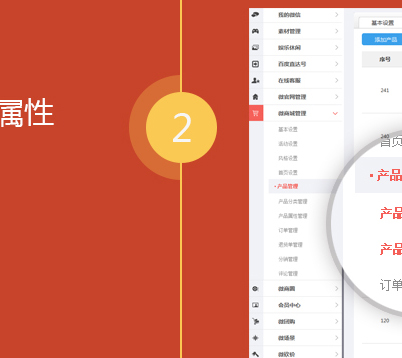 属性
2
我的微信
素材管理
娱乐休闲
百度直达号
在线客服
微官网管理
微商城管理
基本设置
商城设置
风格设置
首页设置
• 产品管理
产品分类管理
产品属性管理
订单管理
退货单管理
分销管理
评论管理
微商圈
会员中心
微团购
微场景
微砍价
基本设置
添加产品
序号
241
240
首页
• 产品
产品
产品
订单
120